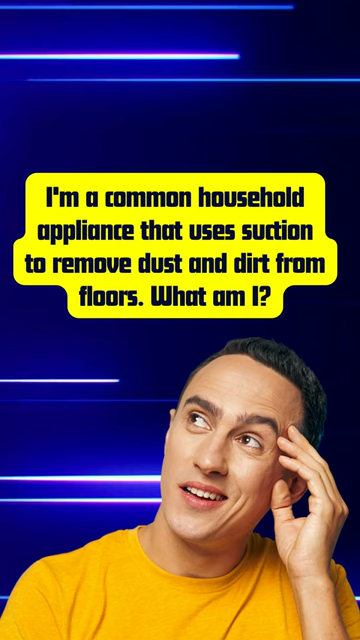 I'm a common household
appliance that uses suction
to remove dust and dirt from
floors. What am I?